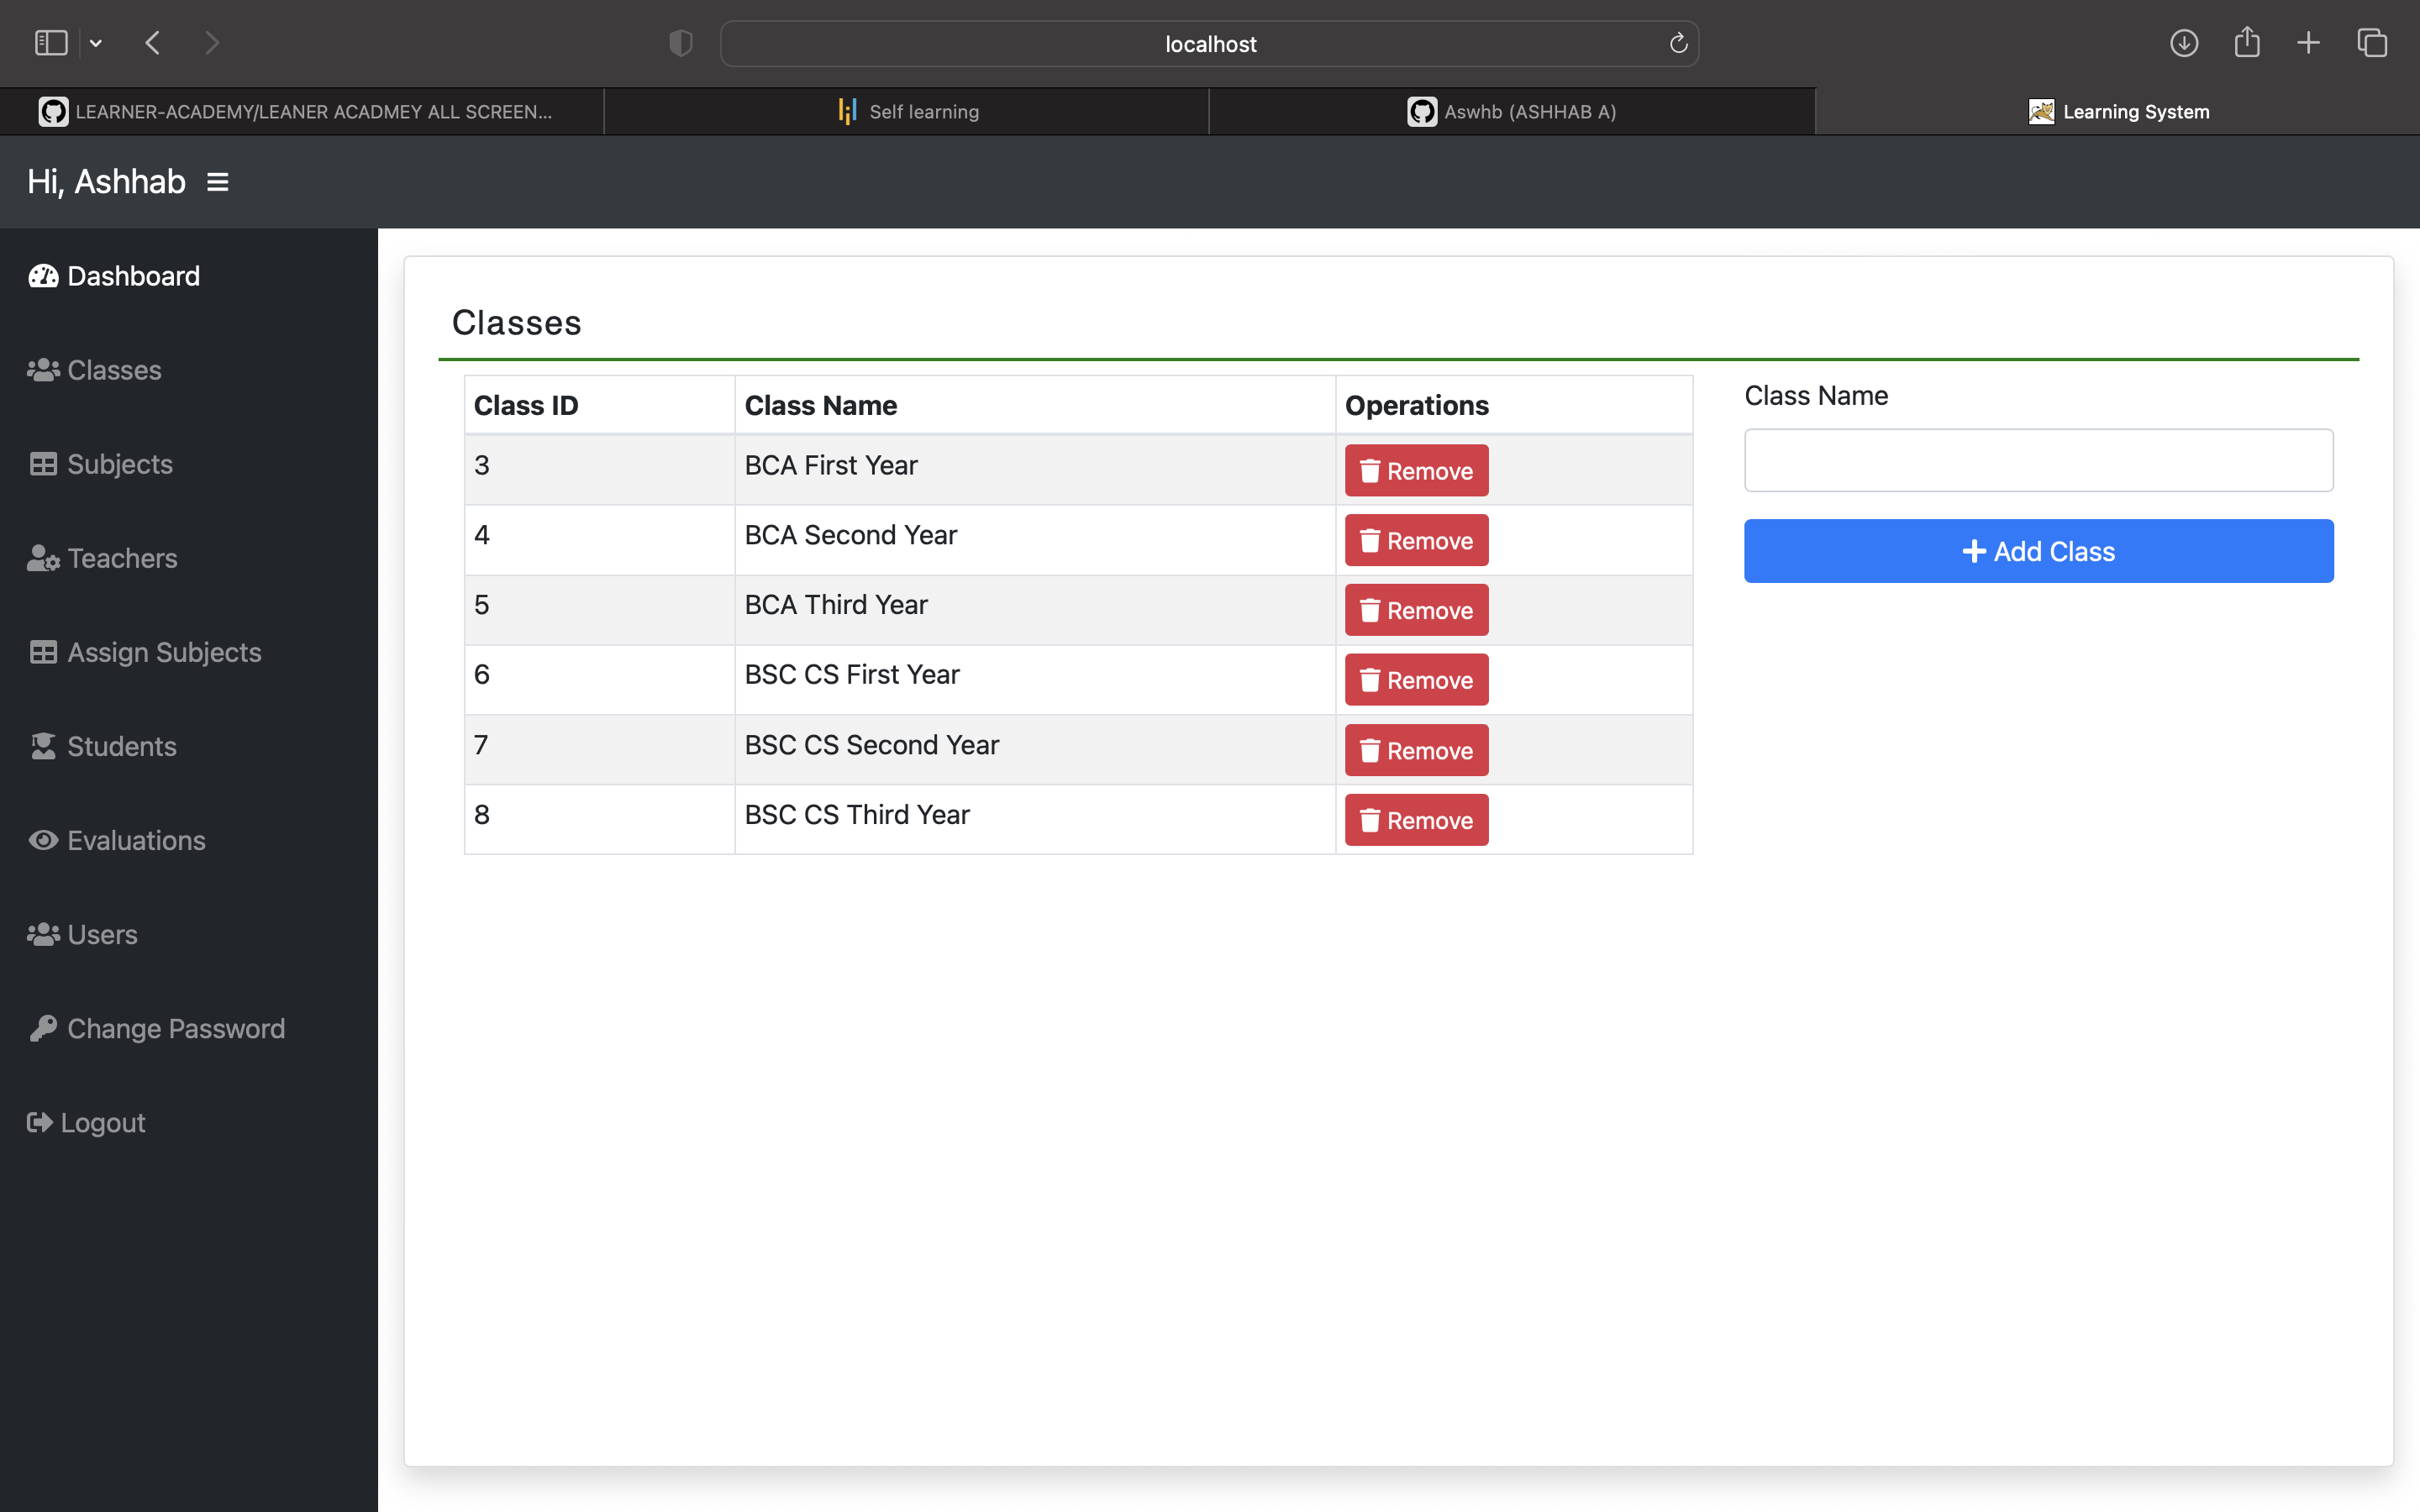 localhost
LEARNER-ACADEMY/LEANER ACADMEY ALL SCREEN...
Self learning
Aswhb (ASHHAB A)
Learning System
Hi, Ashhab
Dashboard
Classes
Subjects
Teachers
Assign Subjects
Students
Evaluations
Users
Change Password
Logout
Classes
Class ID Class Name Operations
3 BCA First Year Remove
4 BCA Second Year Remove
5 BCA Third Year Remove
6 BSC CS First Year Remove
7 BSC CS Second Year Remove
8 BSC CS Third Year Remove
Class Name
Add Class